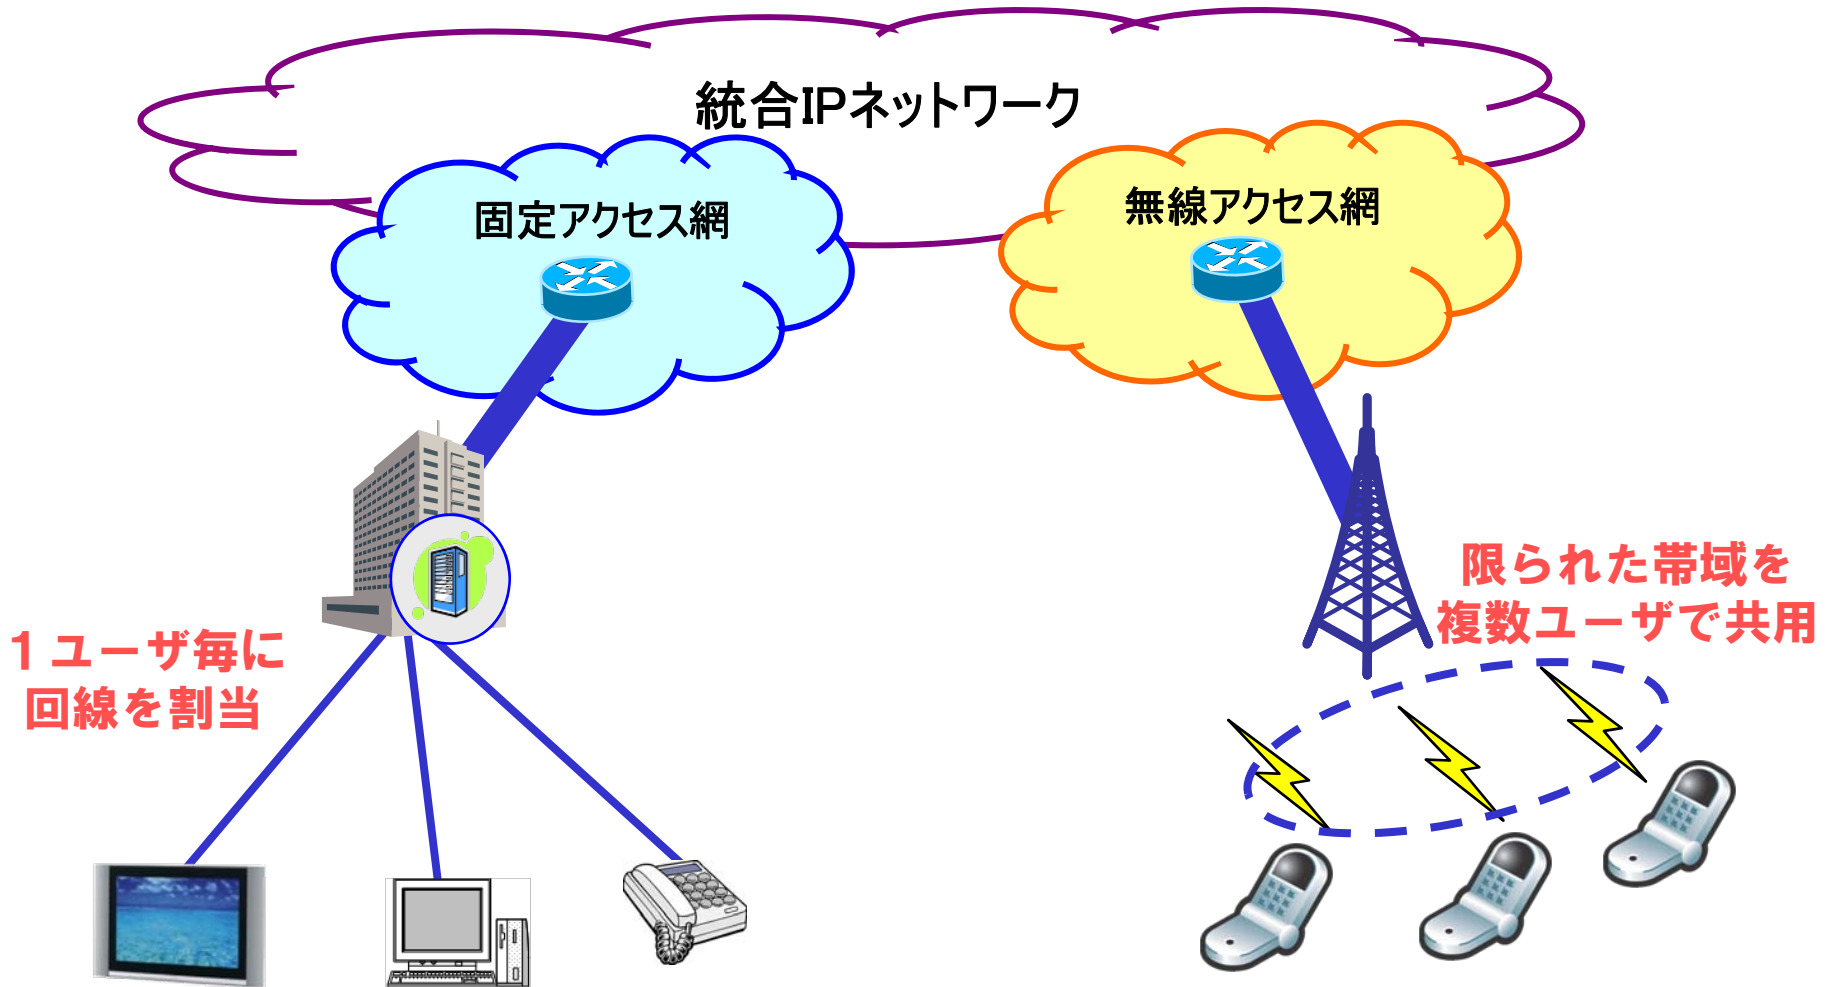 統合IPネットワーク
固定アクセス網
無線アクセス網
１ユーザ毎に
回線を割当
限られた帯域を
複数ユーザで共用